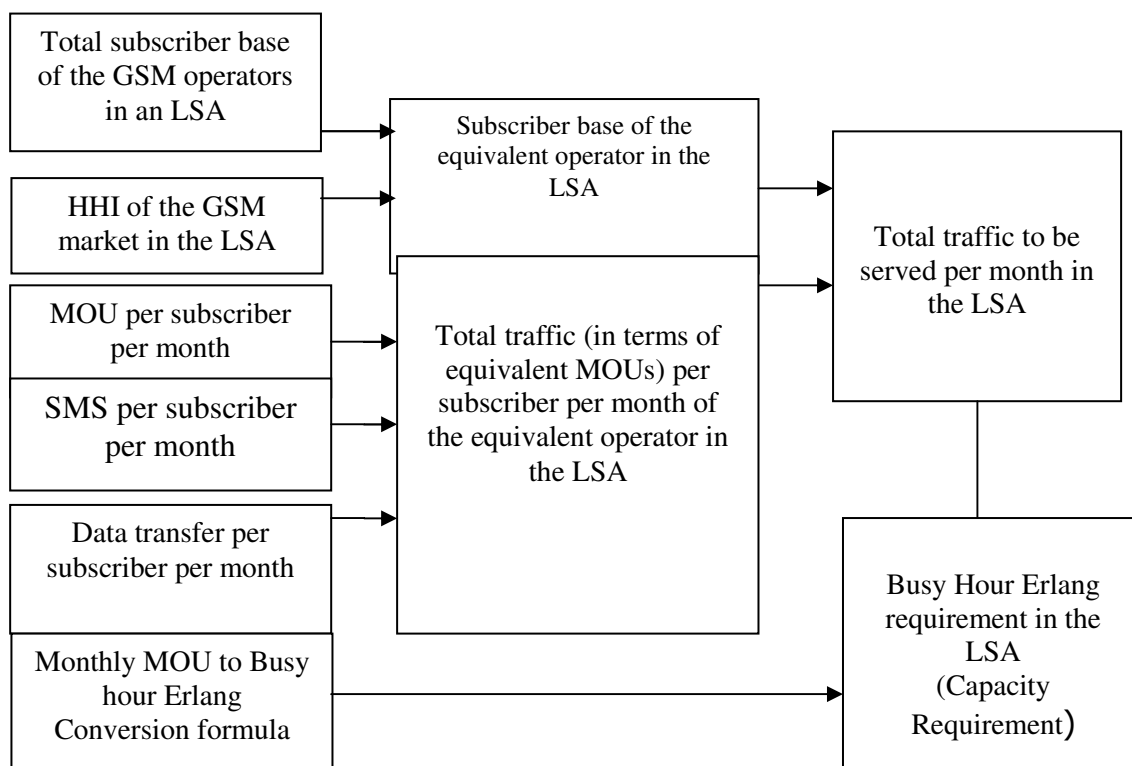 Total subscriber base
of the GSM operators
in an LSA
HHI of the GSM
market in the LSA
MOU per subscriber
per month
SMS per subscriber
per month
Data transfer per
subscriber per month
Monthly MOU to Busy
hour Erlang
Conversion formula
Subscriber base of the
equivalent operator in the
LSA
Total traffic (in terms of
equivalent MOUs) per
subscriber per month of
the equivalent operator in
the LSA
Total traffic to be
served per month in
the LSA
Busy Hour Erlang
requirement in the
LSA
(Capacity
Requirement)